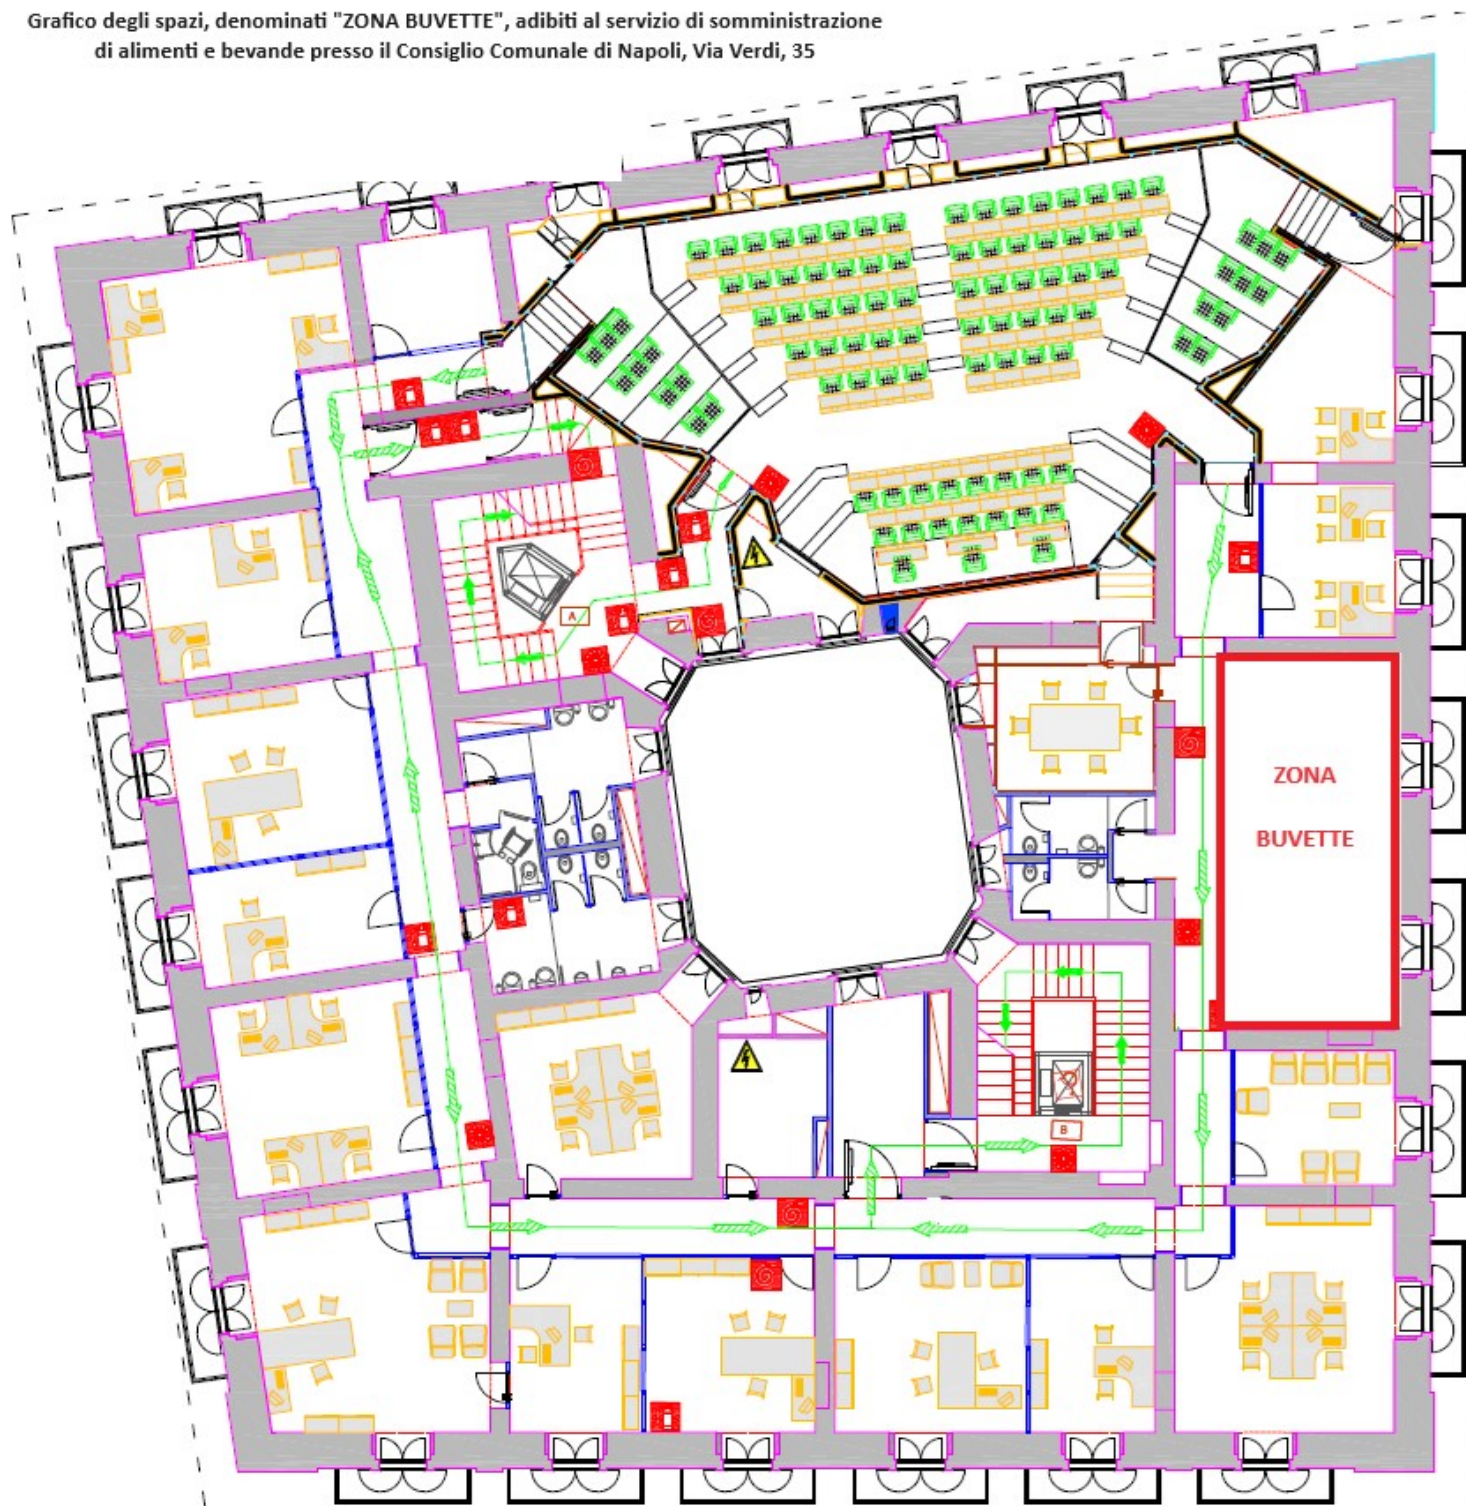 Grafico degli spazi, denominati "ZONA BUVETTE", adibiti al servizio di somministrazione
di alimenti e bevande presso il Consiglio Comunale di Napoli, Via Verdi, 35
A
ZONA
BUVETTE
B